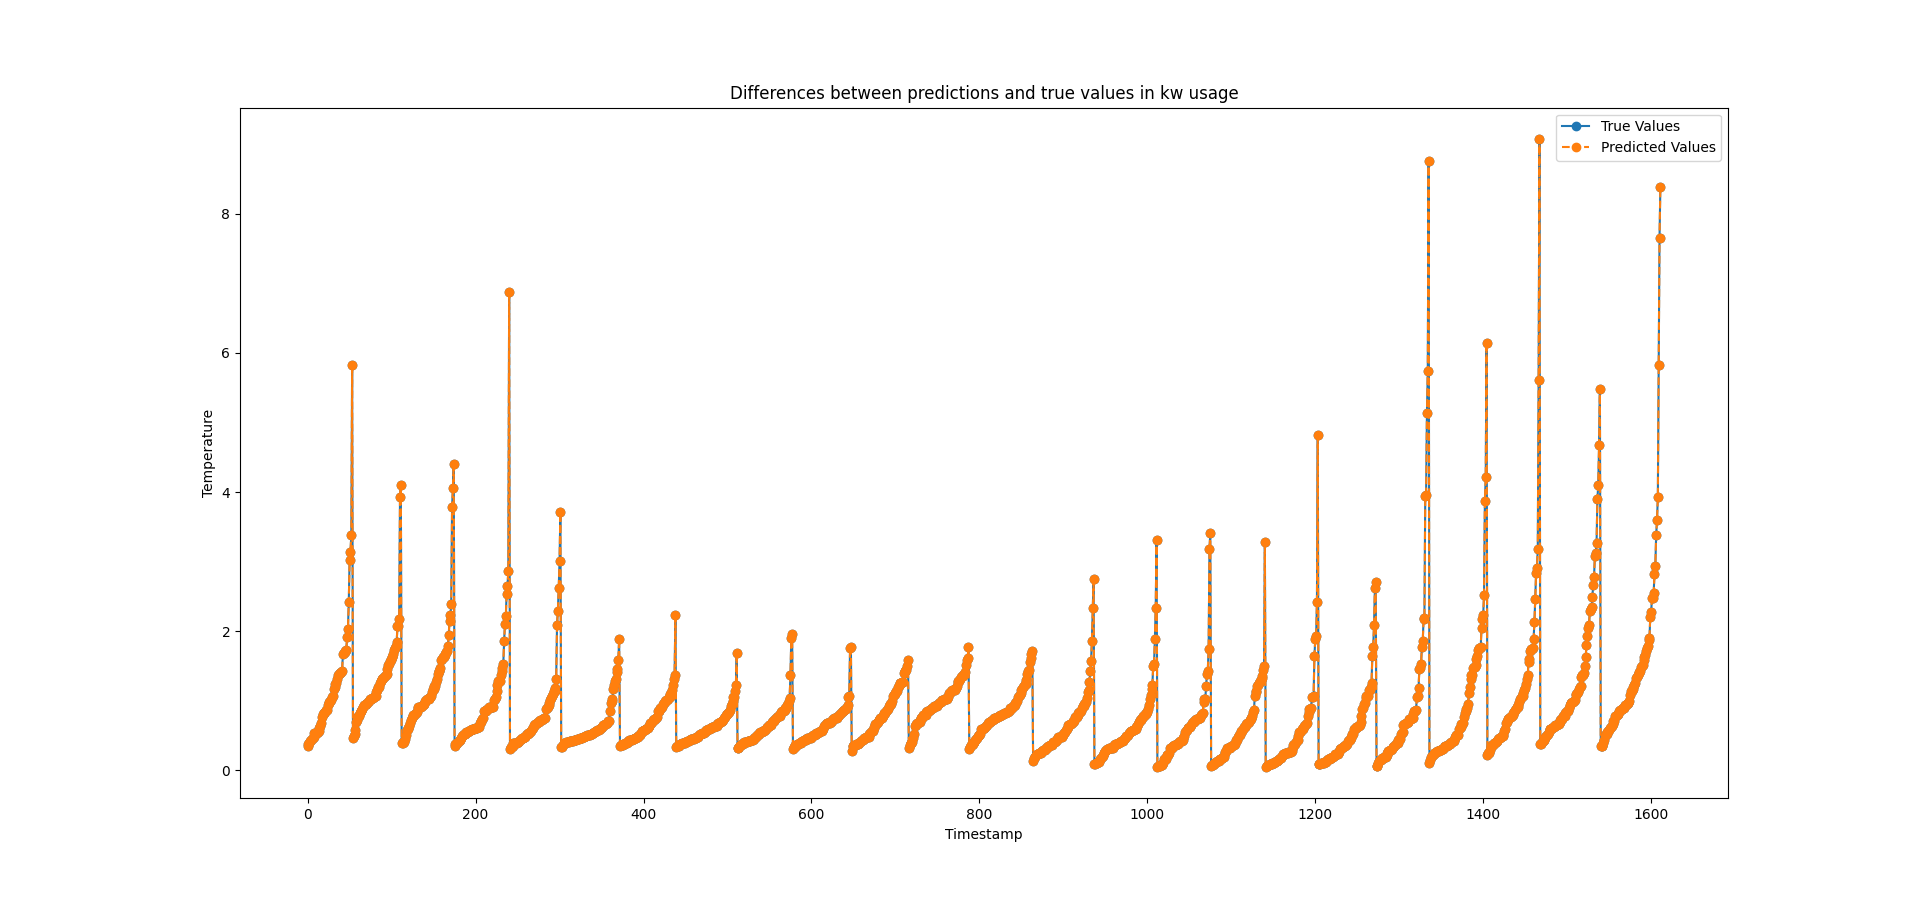 Differences between predictions and true values in kw usage
True Values
Predicted Values
Temperature
8
6
4
2
0
0 200 400 600 800 1000 1200 1400 1600
Timestamp